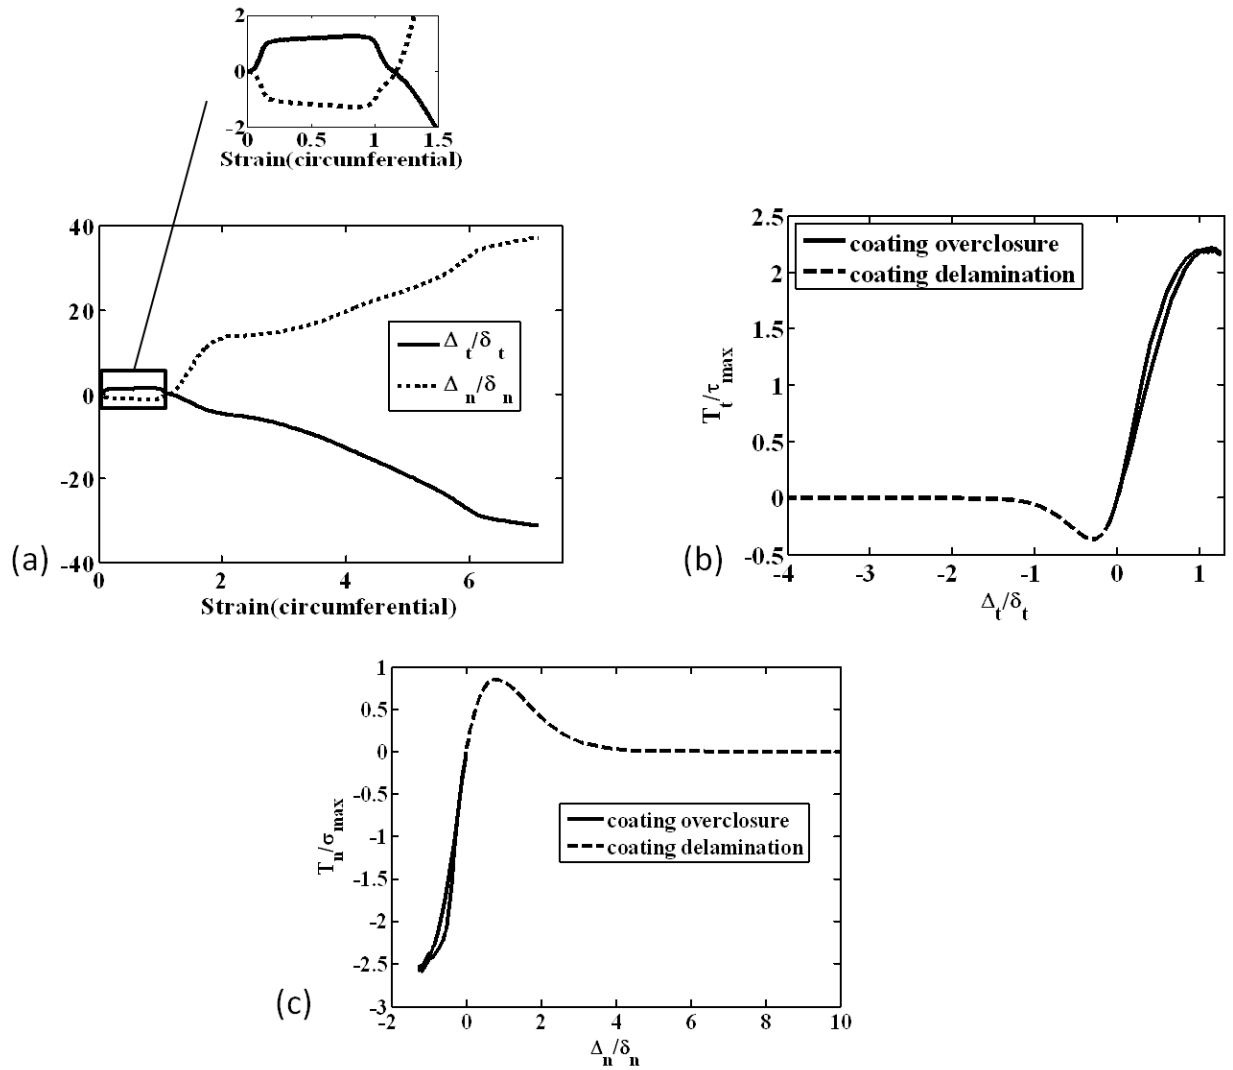 2
0
-2
0 0.5 1 1.5
Strain(circumferential)
40
20
0
-20
-40
0 2 4 6
Strain(circumferential)
Δt/δt
Δn/δn
(a)
2.5
2
1.5
1
0.5
0
-0.5
-4 -3 -2 -1 0 1
Tt/τmax
Δt/δt
coating overclosure
coating delamination
(b)
1
0.5
0
-0.5
-1
-1.5
-2
-2.5
-3
-2 0 2 4 6 8 10
Tn/σmax
Δn/δn
coating overclosure
coating delamination
(c)